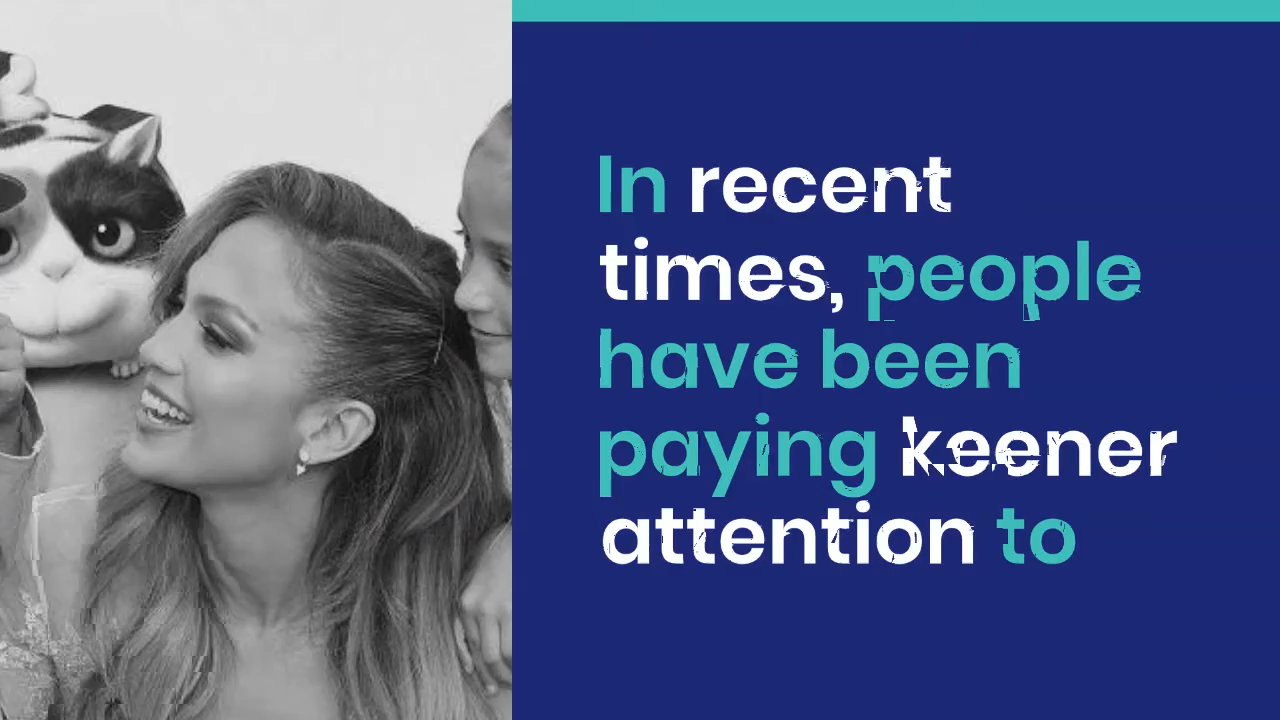 In recent
times, people
have been
paying keener
attention to